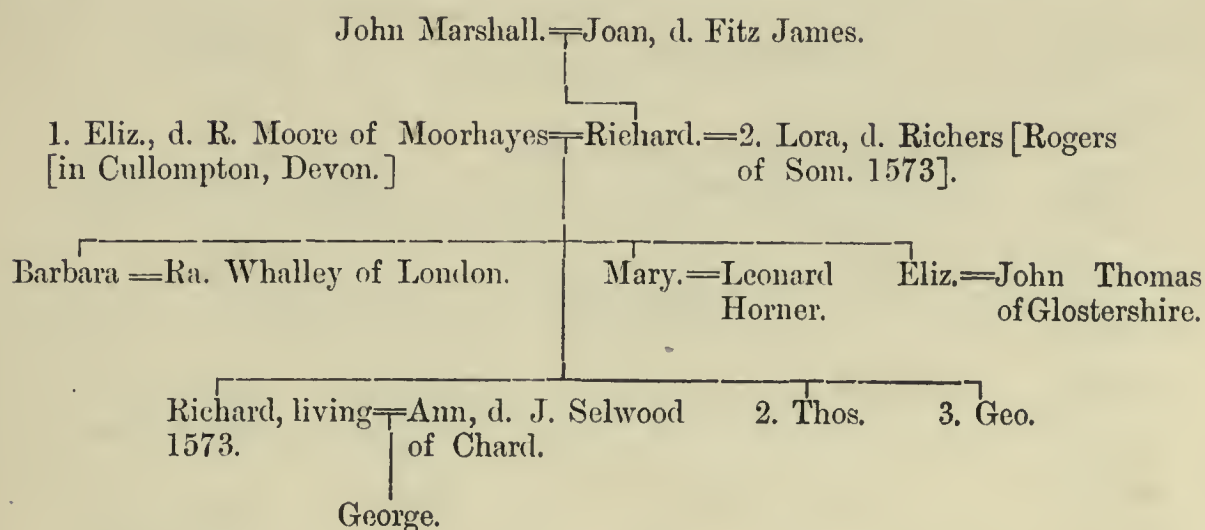 John Marshall.=Joan, d. Fitz James.
1. Eliz., d. R. Moore of Moorhayes=Richard.=2. Lora, d. Richers [Rogers
[in Cullompton, Devon.] of Som. 1573].
Barbara=Ra. Whalley of London. Mary.=Leonard Eliz.=John Thomas
Horner. of Glostershire.
Richard, living=Ann, d. J. Selwood 2. Thos. 3. Geo.
1573. of Chard.
George.